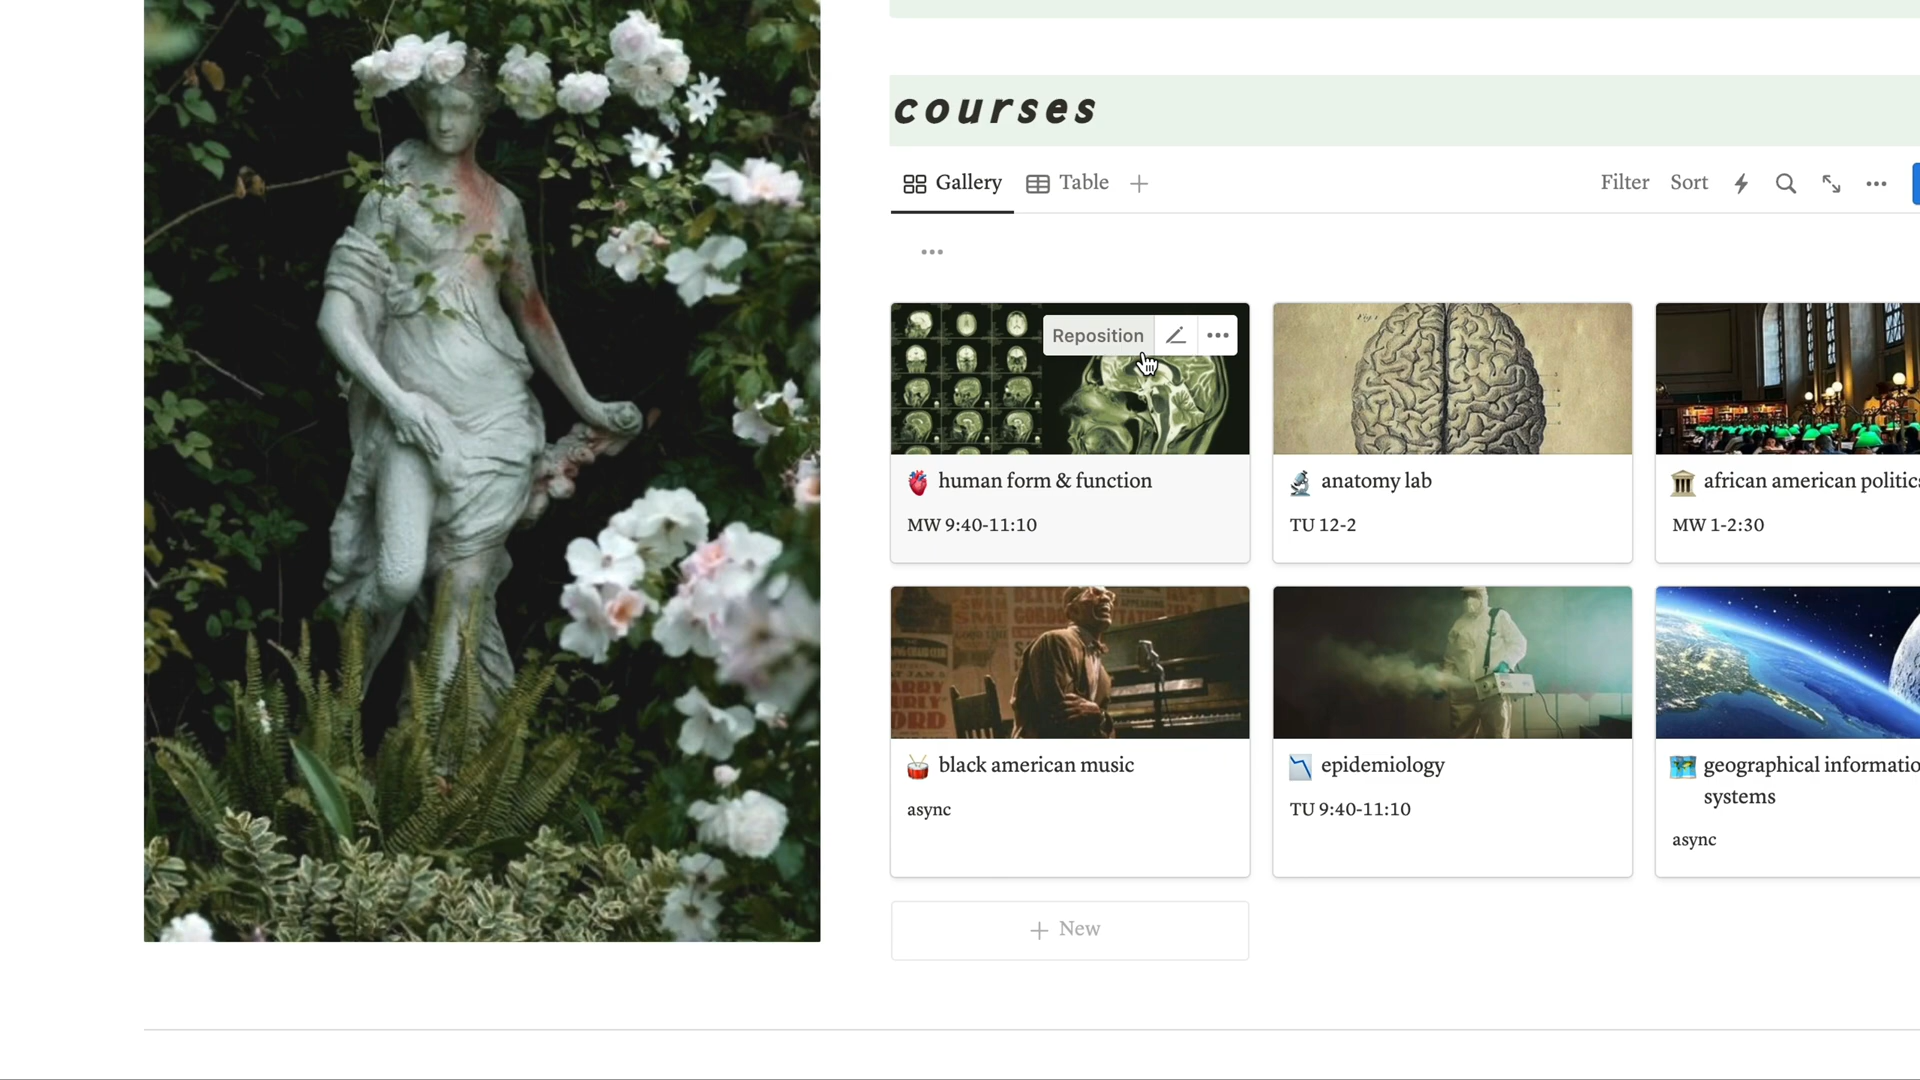 courses
Gallery
Table
Filter
Sort
Reposition
human form & function
MW 9:40-11:10
anatomy lab
TU 12-2
african american politics
MW 1-2:30
black american music
async
epidemiology
TU 9:40-11:10
geographical informatio
systems
async
New